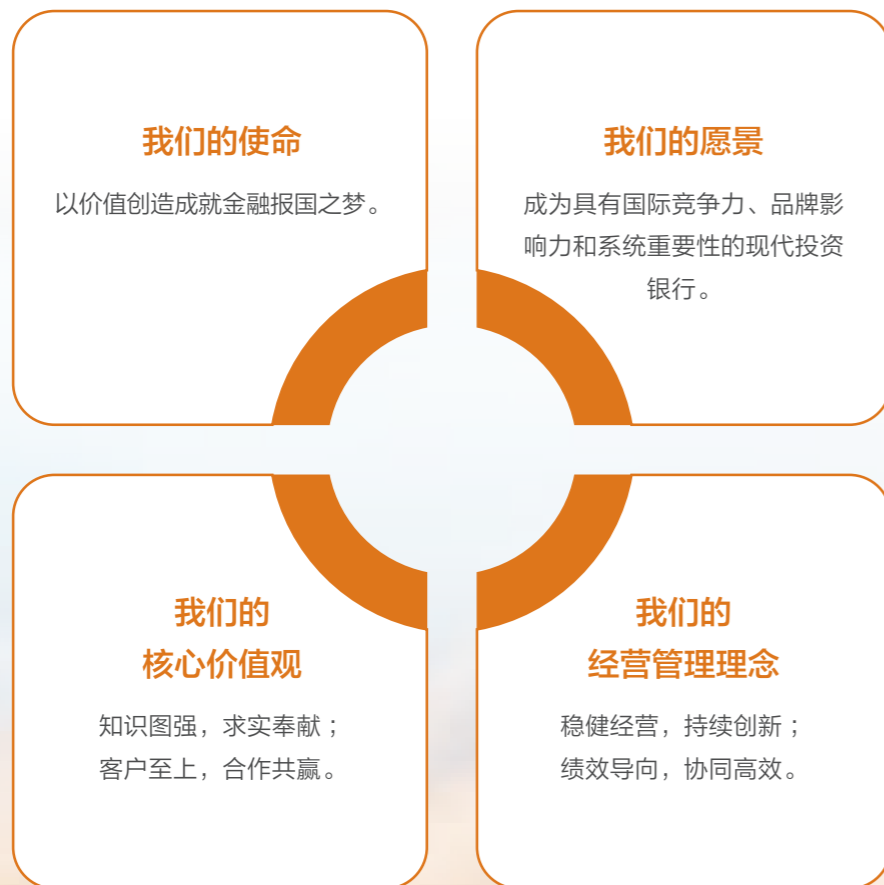 我们的使命
以价值创造成就金融报国之梦。
我们的愿景
成为具有国际竞争力、品牌影
响力和系统重要性的现代投资
银行。
我们的
核心价值观
知识图强，求实奉献；
客户至上，合作共赢。
我们的
经营管理理念
稳健经营，持续创新；
绩效导向，协同高效。